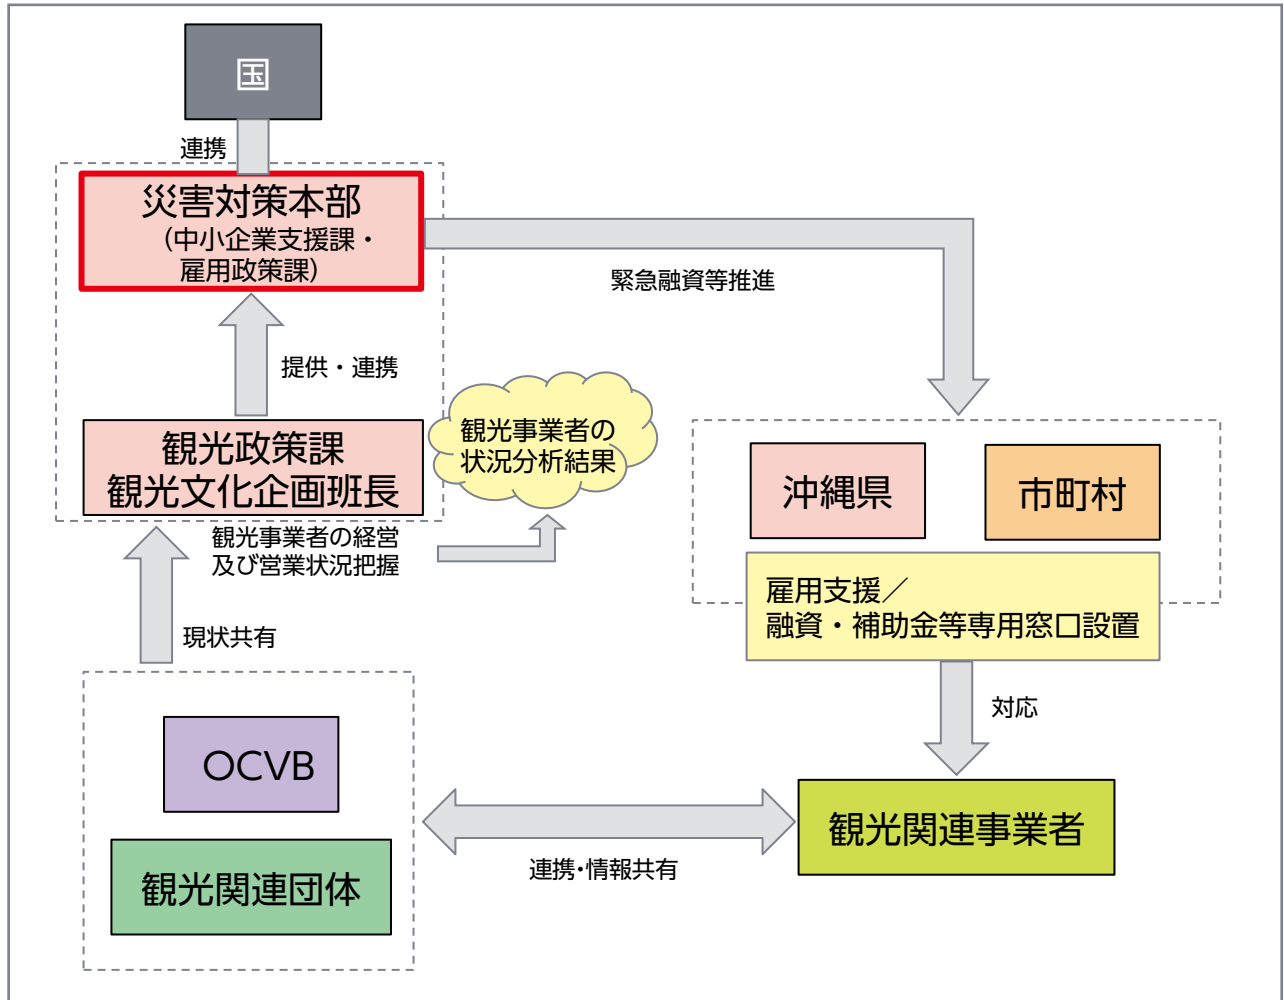 国
連携
災害対策本部
（中小企業支援課・
雇用政策課）
緊急融資等推進
提供・連携
観光事業者の
状況分析結果
観光政策課
観光文化企画班長
沖縄県
市町村
観光事業者の経営
及び営業状況把握
雇用支援／
融資・補助金等専用窓口設置
現状共有
対応
OCVB
観光関連事業者
連携・情報共有
観光関連団体